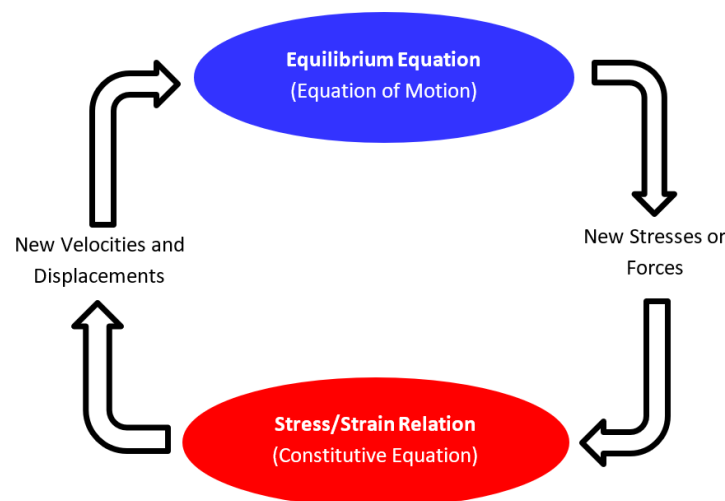 Equilibrium Equation
(Equation of Motion)
New Velocities and
Displacements
New Stresses or
Forces
Stress/Strain Relation
(Constitutive Equation)